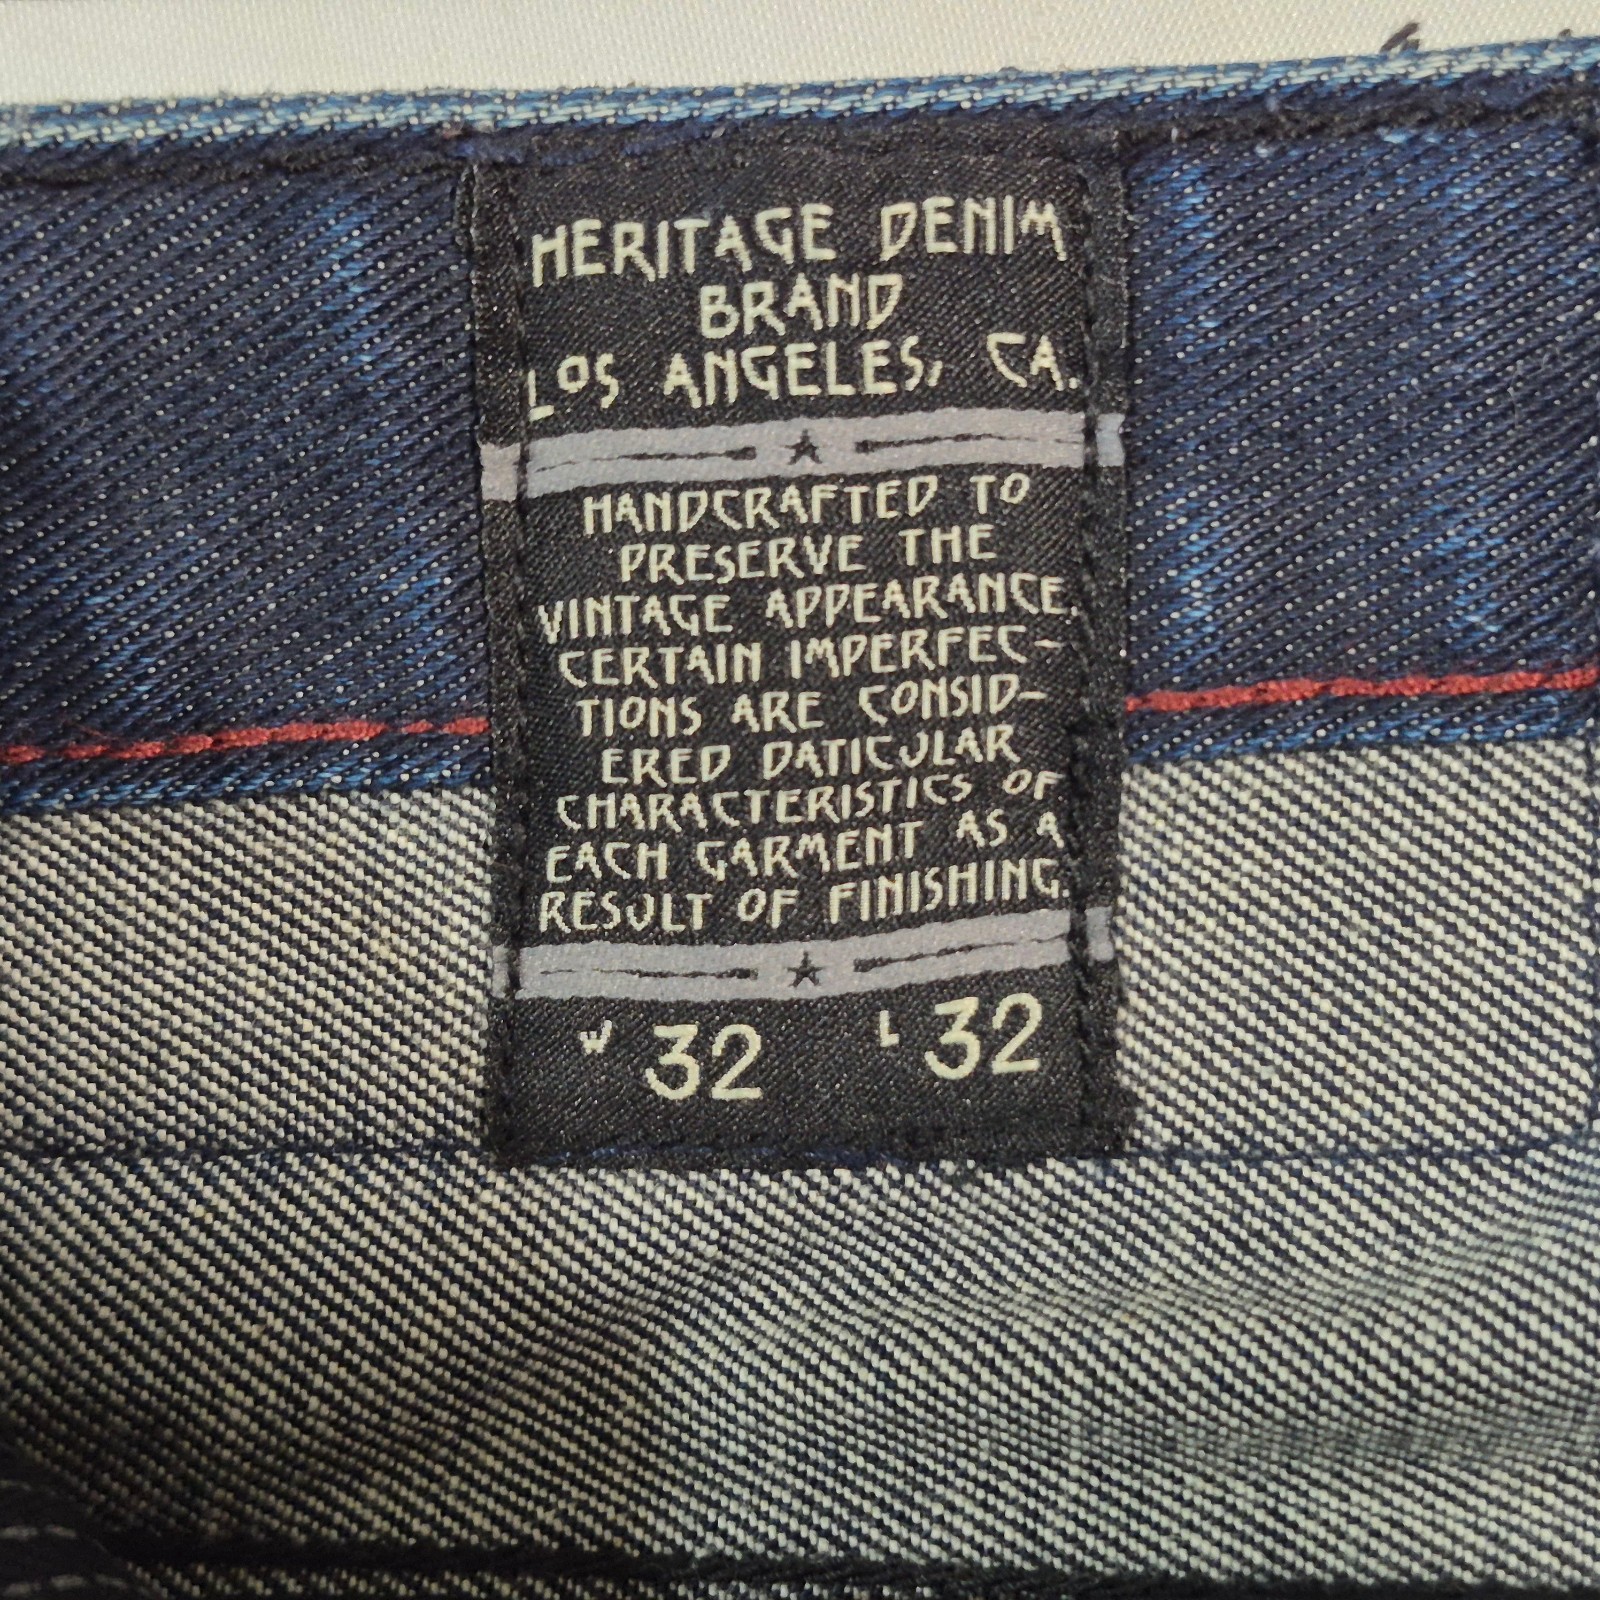 HERITAGE DENIM
BRAND
LOS ANGELES, CA.
HANDCRAFTED TO
PRESERVE THE
VINTAGE APPEARANCE.
CERTAIN IMPERFEC-
TIONS ARE CONSID-
ERED PATICULAR
CHARACTERISTICS OF
EACH GARMENT AS A
RESULT OF FINISHING.
W 32 L 32